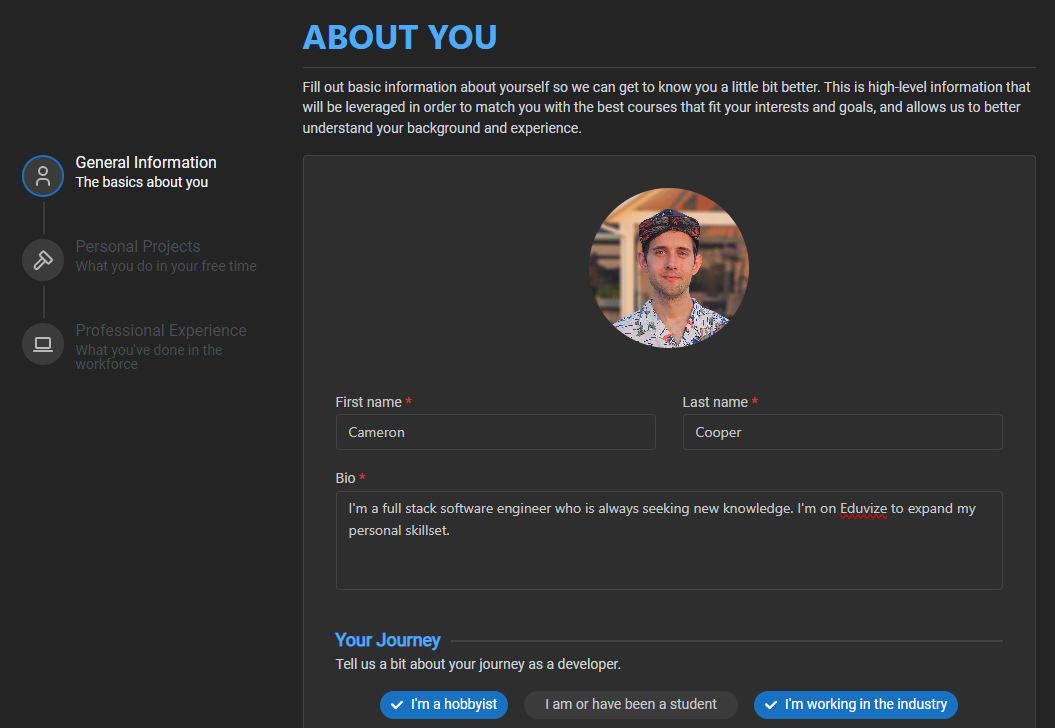 ABOUT YOU
Fill out basic information about yourself so we can get to know you a little bit better. This is high-level information that
will be leveraged in order to match you with the best courses that fit your interests and goals, and allows us to better
understand your background and experience.
General Information
The basics about you
Personal Projects
What you do in your free time
Professional Experience
What you've done in the
workforce
First name *
Last name *
Cameron
Cooper
Bio *
I'm a full stack software engineer who is always seeking new knowledge. I'm on Eduvize to expand my
personal skillset.
Your Journey
Tell us a bit about your journey as a developer.
I'm a hobbyist
I am or have been a student
I'm working in the industry